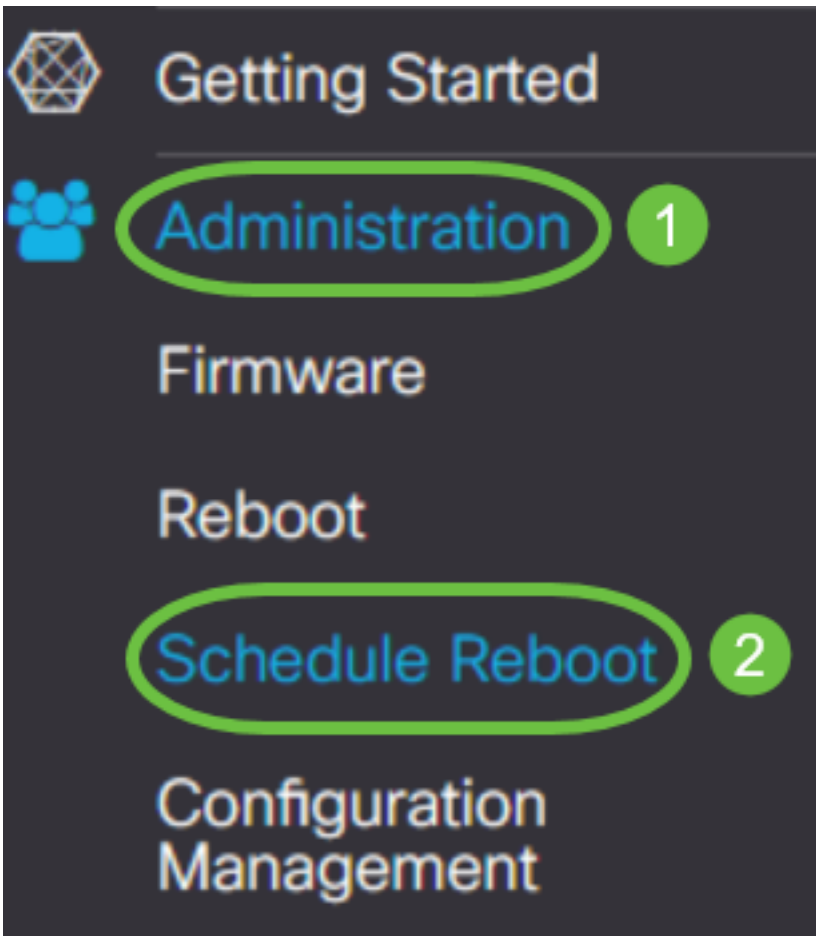 Getting Started
Administration 1
Firmware
Reboot
Schedule Reboot 2
Configuration
Management